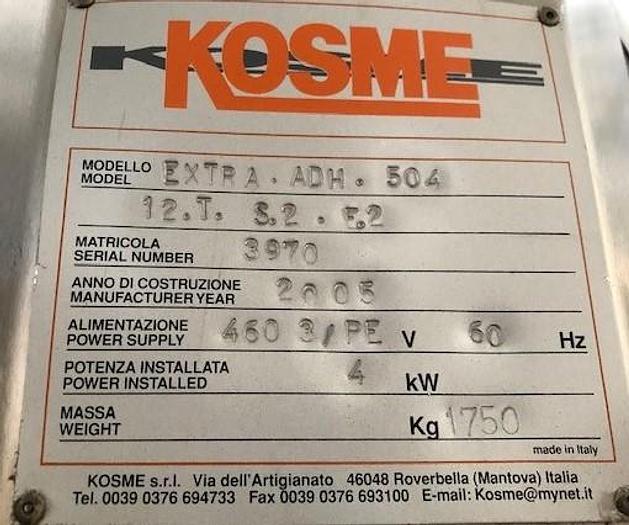 KOSME
MODELLO EXTRA. ADH. 504
MODEL
12.T. S.2. F.2
MATRICOLA
SERIAL NUMBER 3970
ANNO DI COSTRUZIONE
MANUFACTURER YEAR 2005
ALIMENTAZIONE
POWER SUPPLY 460 3/PE V 60 Hz
POTENZA INSTALLATA
POWER INSTALLED 4 kW
MASSA
WEIGHT Kg 1750
made in Italy
KOSME s.r.l. Via dell'Artigianato 46048 Roverbella (Mantova) Italia
Tel. 0039 0376 694733 Fax 0039 0376 693100 E-mail: Kosme@mynet.it